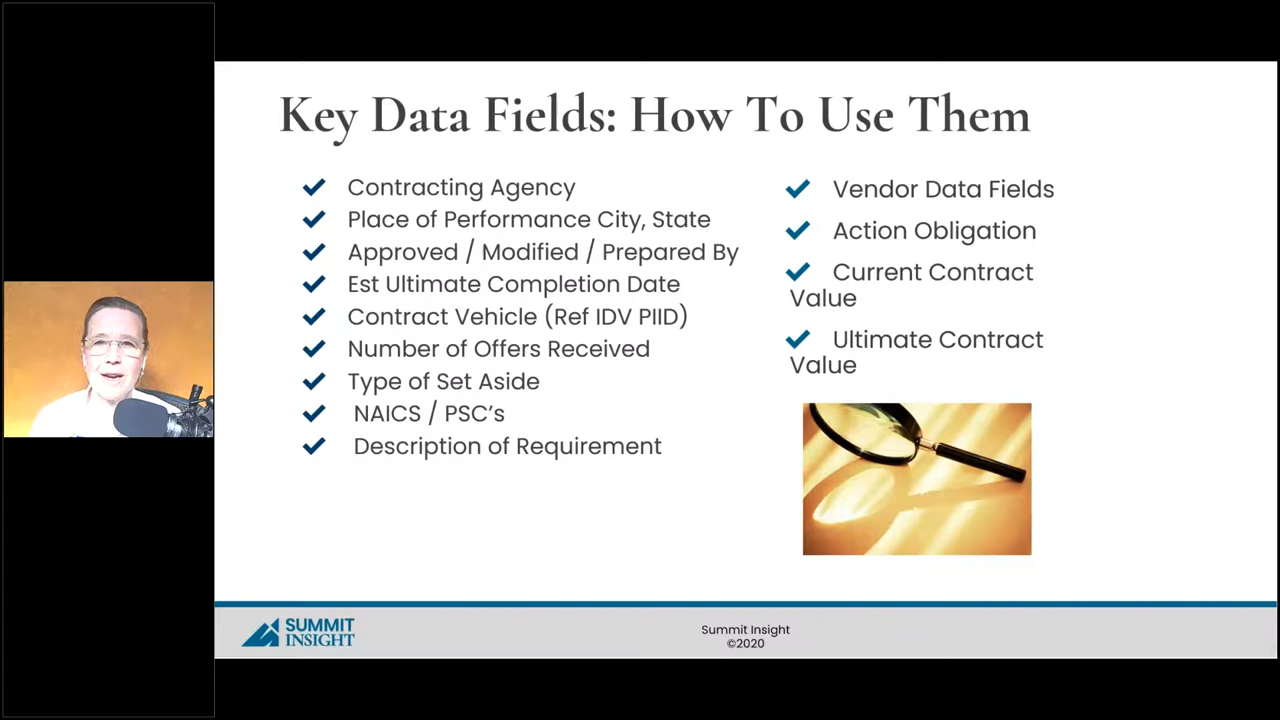 Key Data Fields: How To Use Them
Contracting Agency
Place of Performance City, State
Approved / Modified / Prepared By
Est Ultimate Completion Date
Contract Vehicle (Ref IDV PIID)
Number of Offers Received
Type of Set Aside
NAICS / PSC’s
Description of Requirement
Vendor Data Fields
Action Obligation
Current Contract
Value
Ultimate Contract
Value
SUMMIT
INSIGHT
Summit Insight
©2020